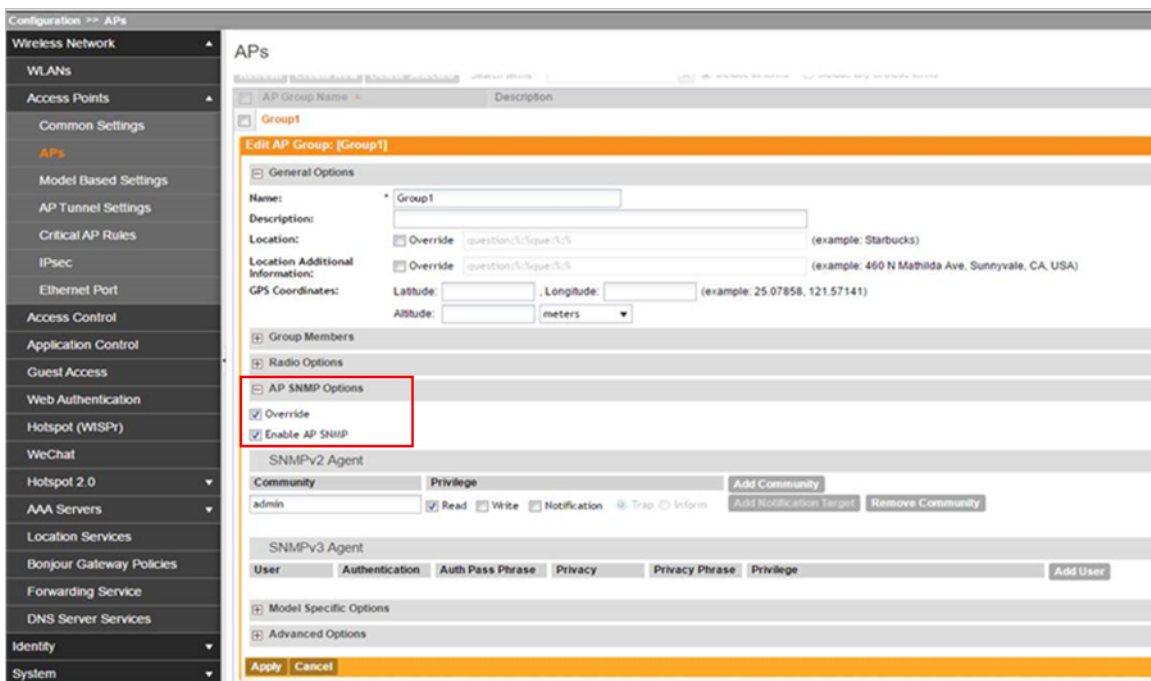 Configuration >> APs
Wireless Network
WLANs
Access Points
Common Settings
APs
Model Based Settings
AP Tunnel Settings
Critical AP Rules
IPsec
Ethernet Port
Access Control
Application Control
Guest Access
Web Authentication
Hotspot (WISPr)
WeChat
Hotspot 2.0
AAA Servers
Location Services
Bonjour Gateway Policies
Forwarding Service
DNS Server Services
Identity
System
APs
AP Group Name Description
Group1
Edit AP Group: [Group1]
General Options
Name: * Group1
Description:
Location: Override (example: Starbucks)
Location Additional
Information: Override (example: 460 N Mathilda Ave, Sunnyvale, CA, USA)
GPS Coordinates: Latitude: , Longitude: (example: 25.07858, 121.57141)
Altitude: meters
Group Members
Radio Options
AP SNMP Options
Override
Enable AP SNMP
SNMPv2 Agent
Community Privilege Add Community
admin Read Write Notification Trap Inform Add Notification Target Remove Community
SNMPv3 Agent
User Authentication Auth Pass Phrase Privacy Privacy Phrase Privilege Add User
Model Specific Options
Advanced Options
Apply Cancel